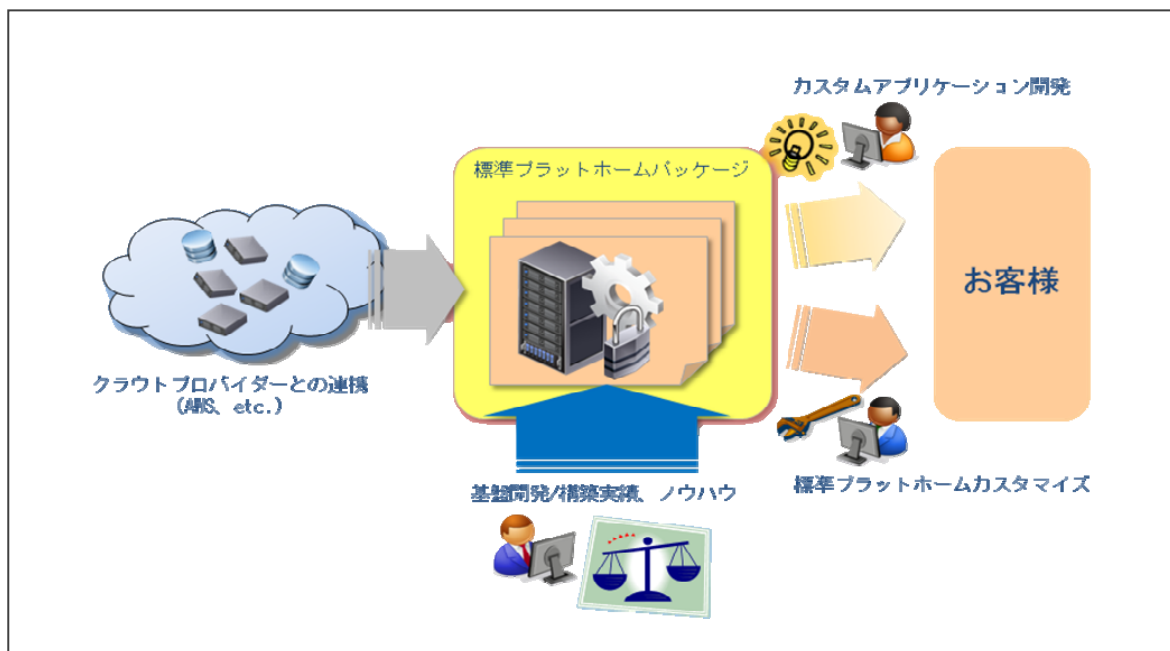 カスタムアプリケーション開発
標準プラットホームパッケージ
お客様
クラウトプロバイダーとの連携
(AWS、etc.)
基盤開発/構築実績、ノウハウ
標準プラットホームカスタマイズ